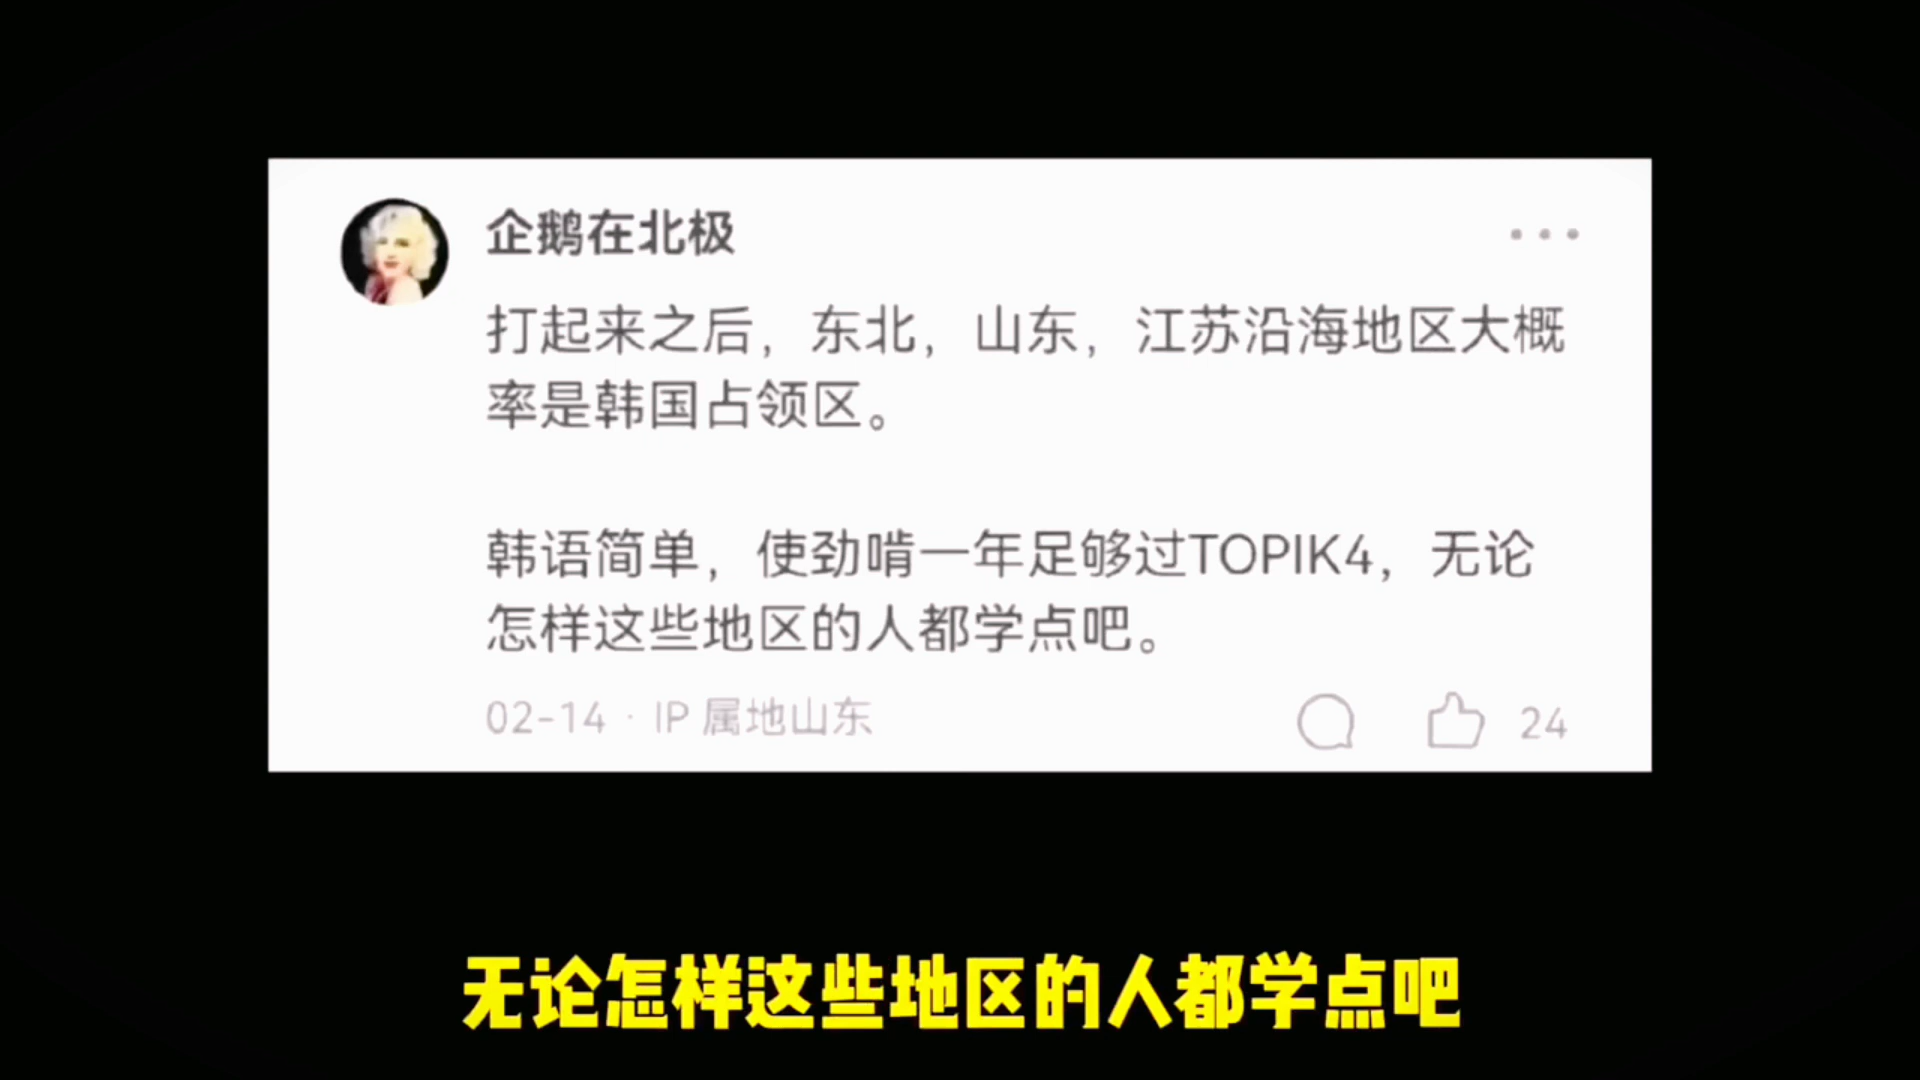 企鹅在北极
打起来之后，东北，山东，江苏沿海地区大概
率是韩国占领区。
韩语简单，使劲啃一年足够过TOPIK4，无论
怎样这些地区的人都学点吧。
02-14 · IP 属地山东
24
无论怎样这些地区的人都学点吧